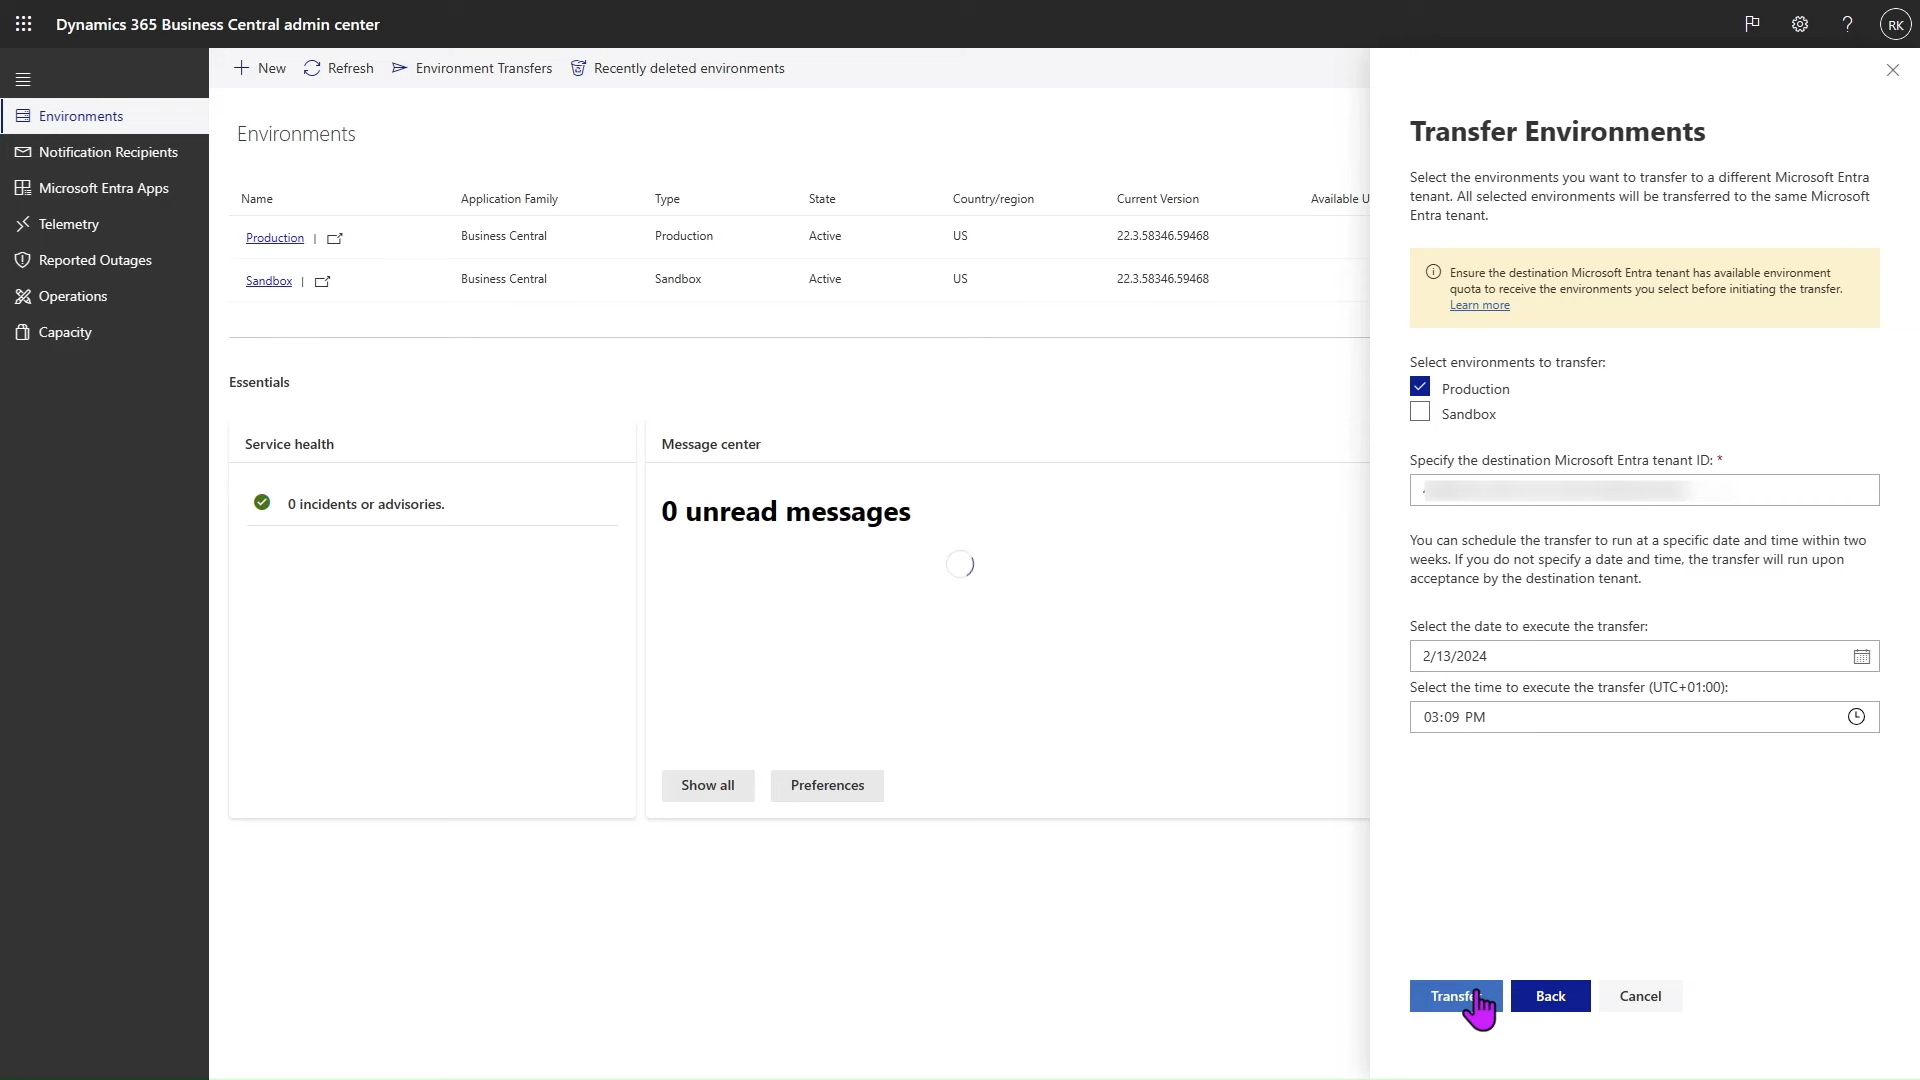 Dynamics 365 Business Central admin center
RK
New
Refresh
Environment Transfers
Recently deleted environments
Environments
Notification Recipients
Microsoft Entra Apps
Telemetry
Reported Outages
Operations
Capacity
Environments
Name Application Family Type State Country/region Current Version Available U
Production | Business Central Production Active US 22.3.58346.59468
Sandbox | Business Central Sandbox Active US 22.3.58346.59468
Essentials
Service health
0 incidents or advisories.
Message center
0 unread messages
Show all Preferences
Transfer Environments
Select the environments you want to transfer to a different Microsoft Entra
tenant. All selected environments will be transferred to the same Microsoft
Entra tenant.
Ensure the destination Microsoft Entra tenant has available environment
quota to receive the environments you select before initiating the transfer.
Learn more
Select environments to transfer:
Production
Sandbox
Specify the destination Microsoft Entra tenant ID: *
You can schedule the transfer to run at a specific date and time within two
weeks. If you do not specify a date and time, the transfer will run upon
acceptance by the destination tenant.
Select the date to execute the transfer:
2/13/2024
Select the time to execute the transfer (UTC+01:00):
03:09 PM
Transfer Back Cancel